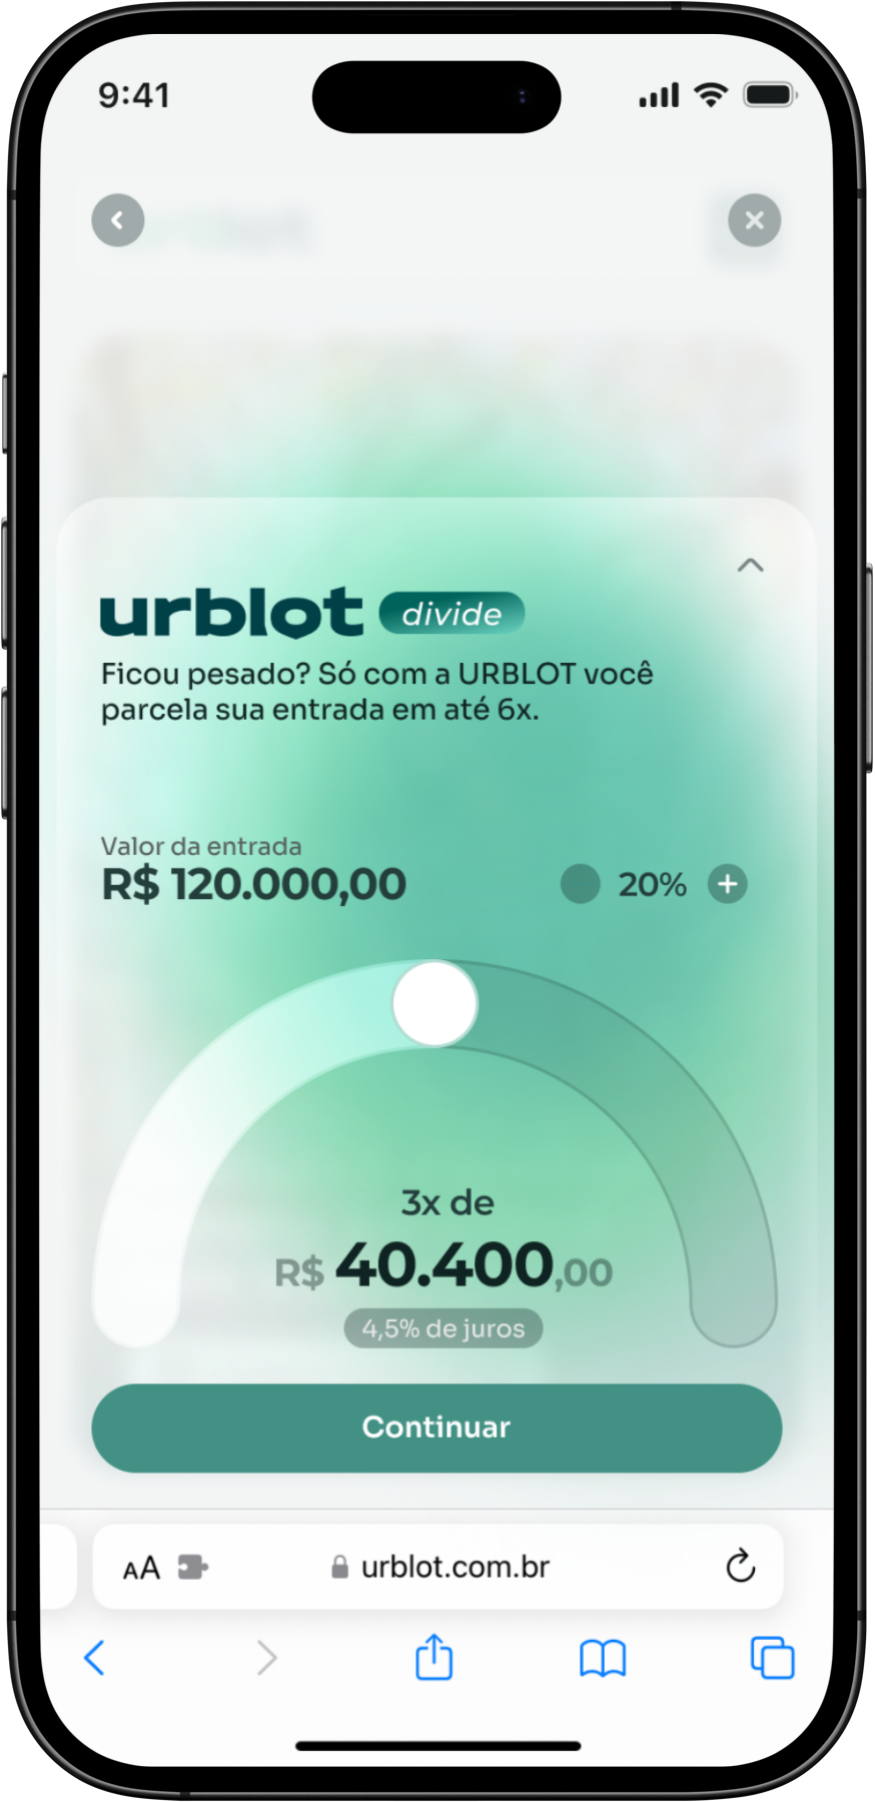 9:41
urblot divide
Ficou pesado? Só com a URBLOT você
parcela sua entrada em até 6x.
Valor da entrada
R$ 120.000,00 20% +
3x de
R$ 40.400,00
4,5% de juros
Continuar
AA urblot.com.br